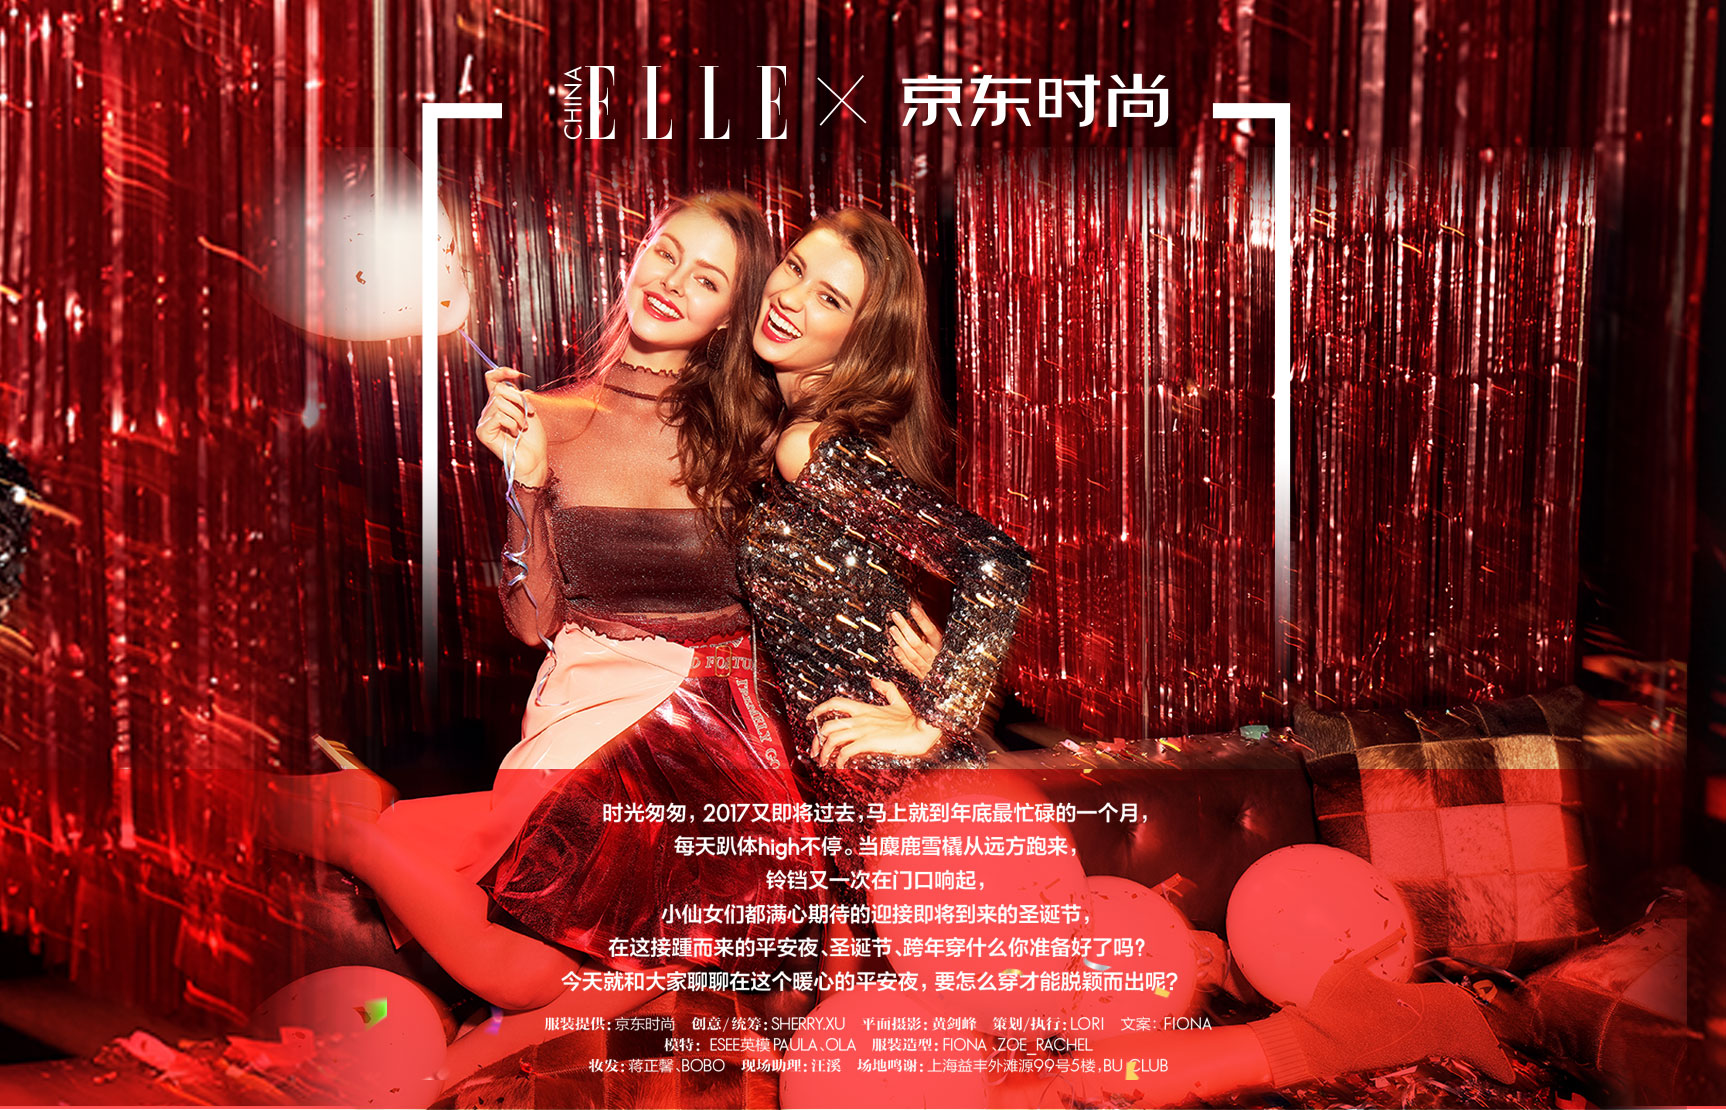 CHINA ELLE × 京东时尚
D FORTU
时光匆匆，2017又即将过去，马上就到年底最忙碌的一个月，
每天趴体high不停。当麋鹿雪橇从远方跑来，
铃铛又一次在门口响起，
小仙女们都满心期待的迎接即将到来的圣诞节，
在这接踵而来的平安夜、圣诞节、跨年穿什么你准备好了吗？
今天就和大家聊聊在这个暖心的平安夜，要怎么穿才能脱颖而出呢？
服装提供：京东时尚 创意/统筹：SHERRY.XU 平面摄影：黄剑峰 策划/执行：LORI 文案：FIONA
模特： ESEE英模 PAULA、OLA 服装造型：FIONA 、ZOE_RACHEL
妆发：蒋正馨、BOBO 现场助理：汪溪 场地鸣谢：上海益丰外滩源99号5楼，BU CLUB